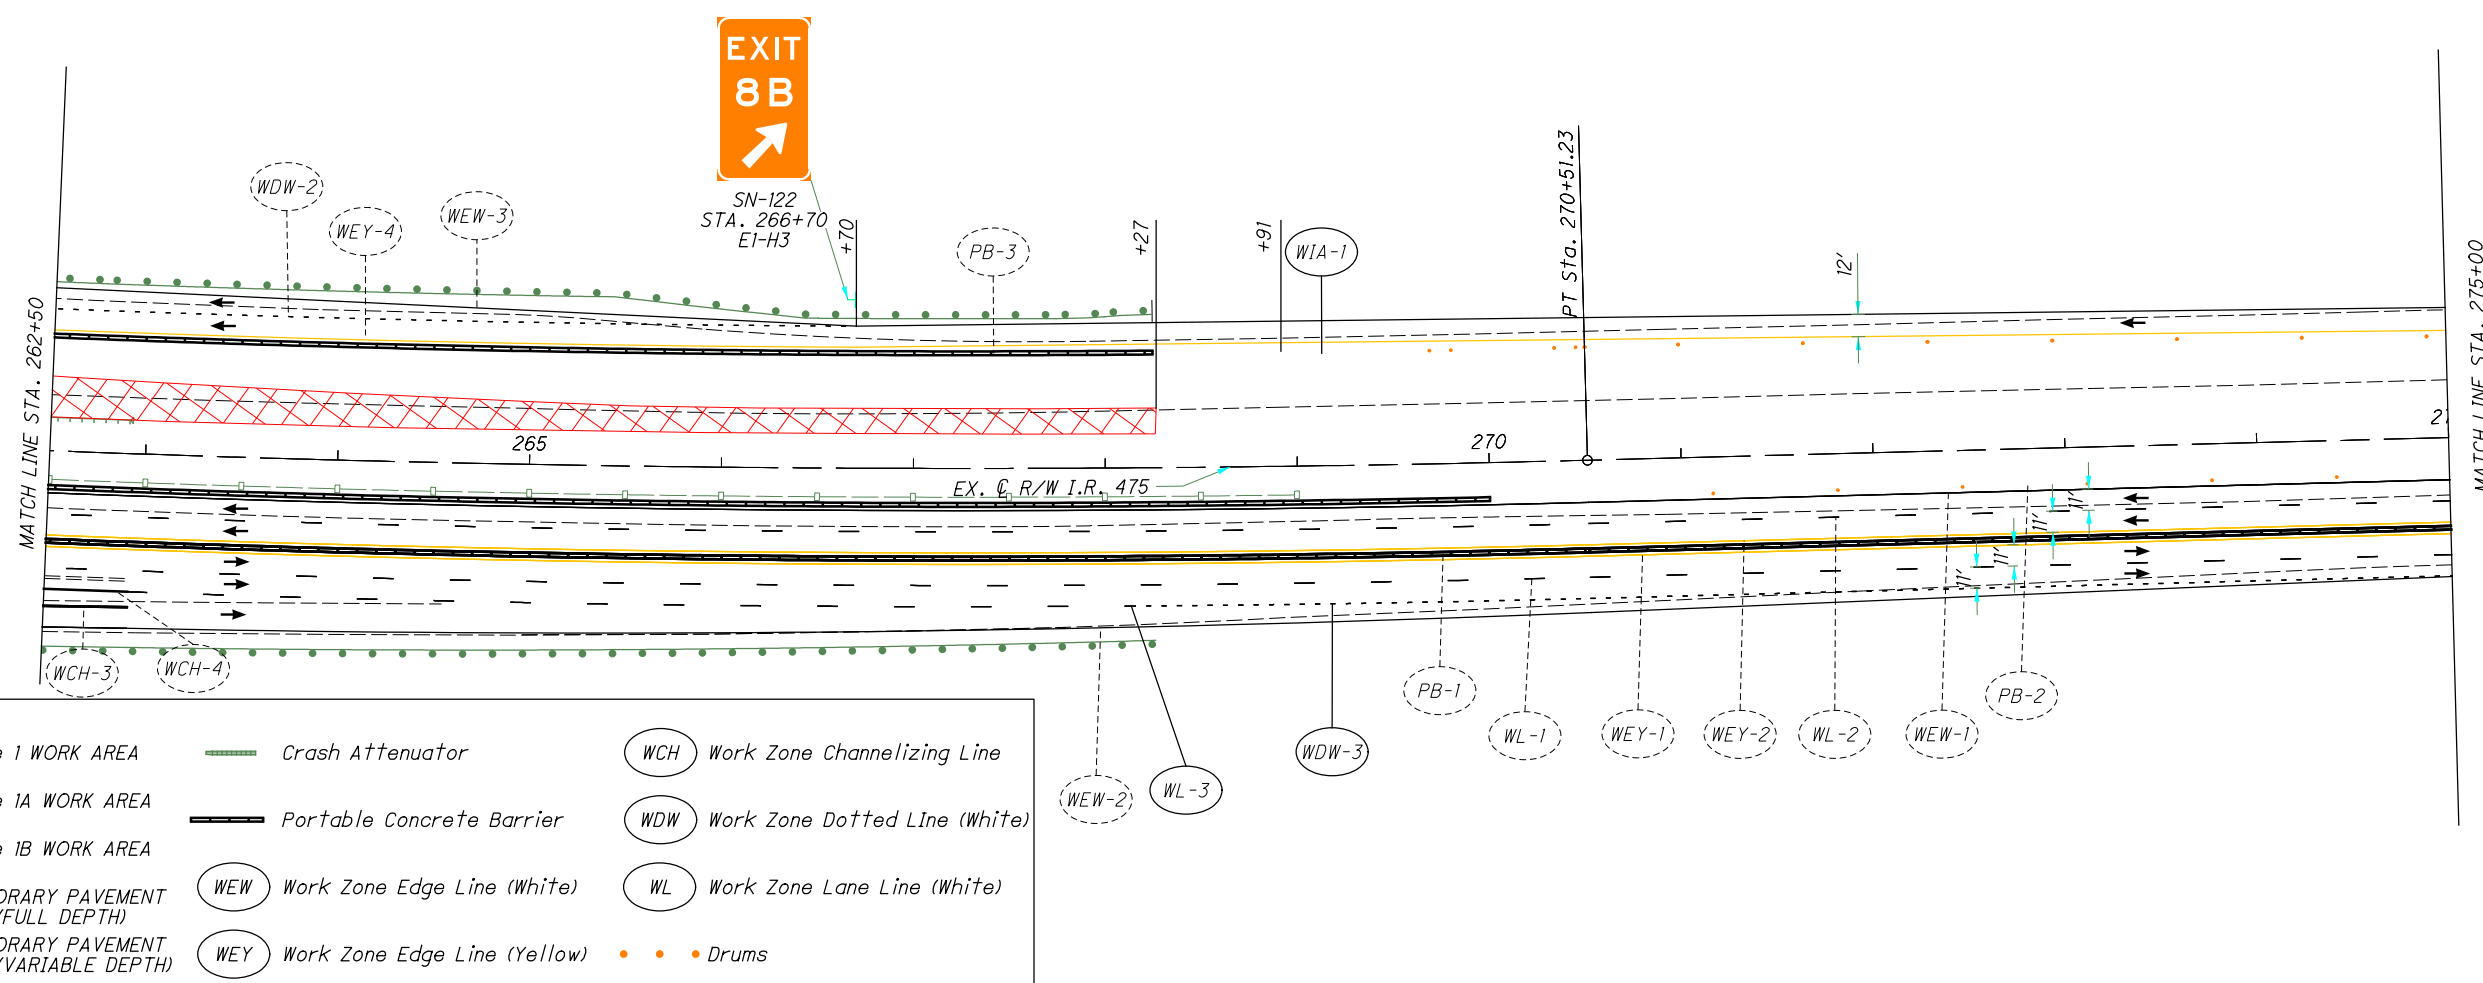 EXIT
8B
SN-122
STA. 266+70
E1-H3
WDW-2
WEY-4
WEW-3
+70
PB-3
+27
+91
WIA-1
PT Sta. 270+51.23
12'
MATCH LINE STA. 262+50
MATCH LINE STA. 275+00
265
270
27
EX. ℄ R/W I.R. 475
11'
11'
11'
11'
WCH-3
WCH-4
WEW-2
WL-3
WDW-3
PB-1
WL-1
WEY-1
WEY-2
WL-2
WEW-1
PB-2
e 1 WORK AREA
e 1A WORK AREA
e 1B WORK AREA
ORARY PAVEMENT
(FULL DEPTH)
ORARY PAVEMENT
(VARIABLE DEPTH)
Crash Attenuator
Portable Concrete Barrier
WEW Work Zone Edge Line (White)
WEY Work Zone Edge Line (Yellow)
WCH Work Zone Channelizing Line
WDW Work Zone Dotted LIne (White)
WL Work Zone Lane Line (White)
Drums